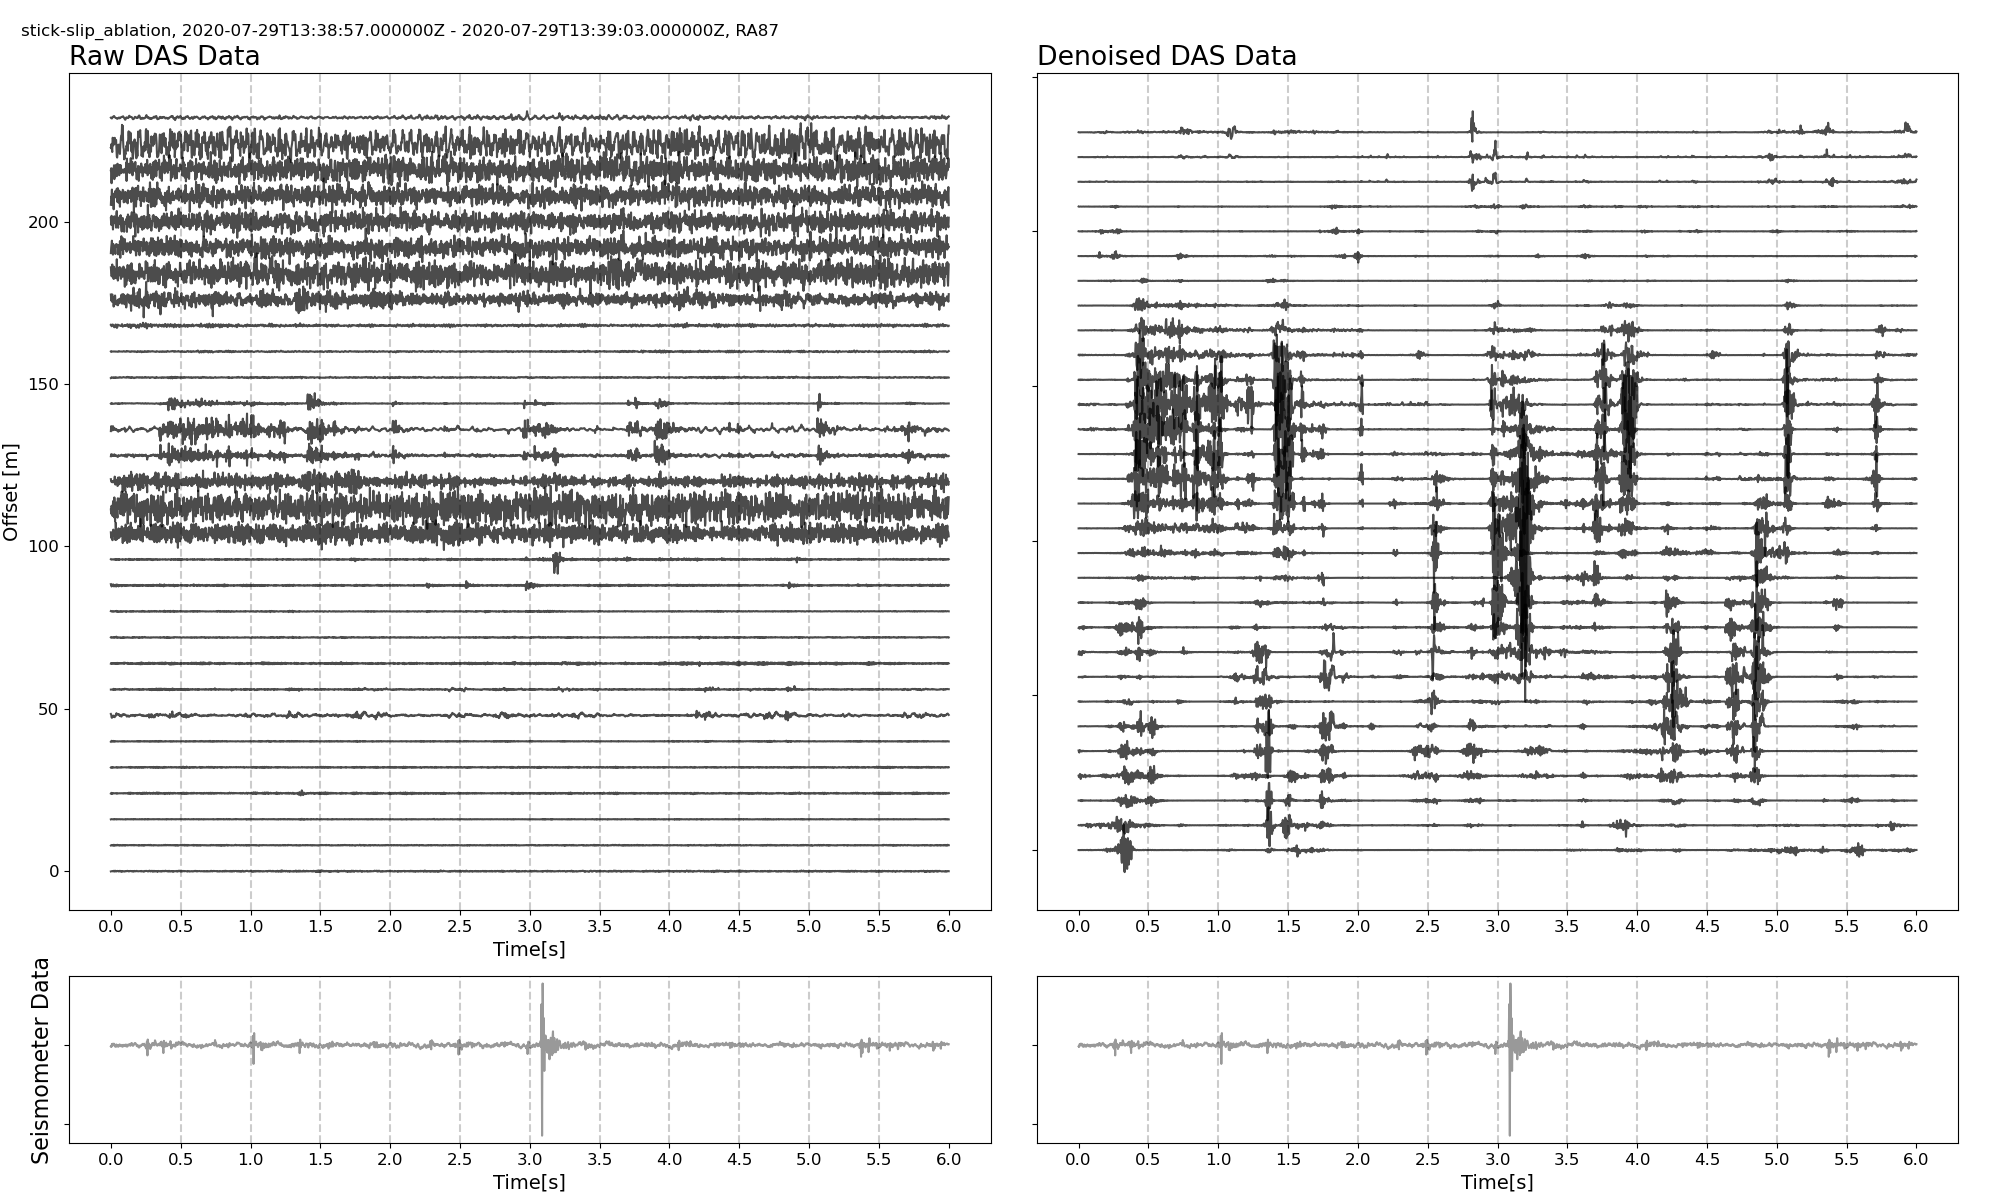 stick-slip_ablation, 2020-07-29T13:38:57.000000Z - 2020-07-29T13:39:03.000000Z, RA87
Raw DAS Data
Denoised DAS Data
Offset [m]
200
150
100
50
0
0.0 0.5 1.0 1.5 2.0 2.5 3.0 3.5 4.0 4.5 5.0 5.5 6.0
Time[s]
0.0 0.5 1.0 1.5 2.0 2.5 3.0 3.5 4.0 4.5 5.0 5.5 6.0
Seismometer Data
0.0 0.5 1.0 1.5 2.0 2.5 3.0 3.5 4.0 4.5 5.0 5.5 6.0
Time[s]
0.0 0.5 1.0 1.5 2.0 2.5 3.0 3.5 4.0 4.5 5.0 5.5 6.0
Time[s]